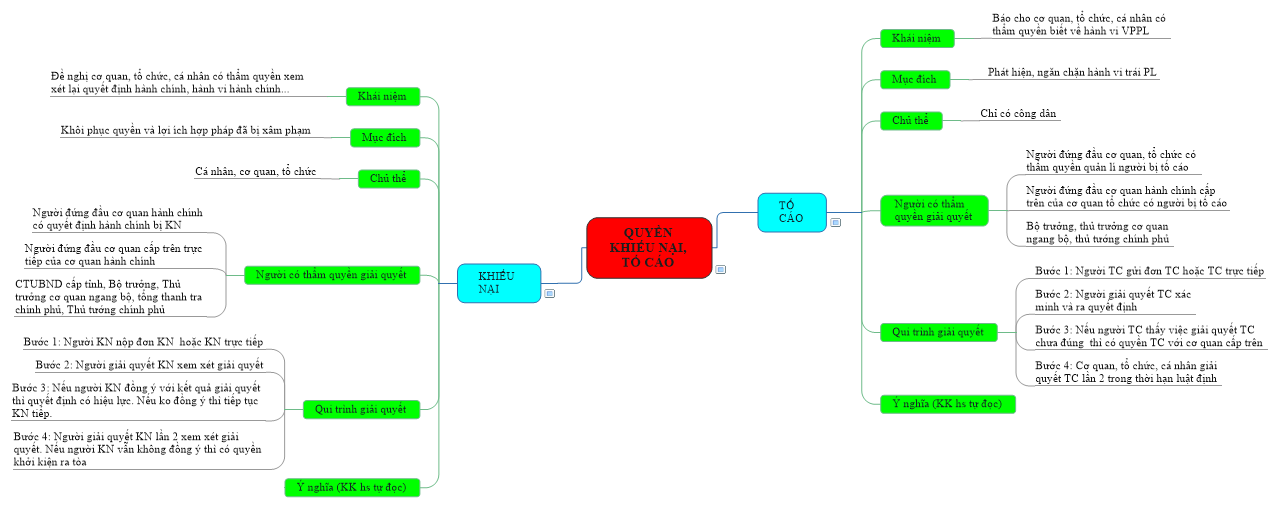 QUYỀN
KHIẾU NẠI,
TỐ CÁO
KHIẾU
NẠI
Khái niệm
Đề nghị cơ quan, tổ chức, cá nhân có thẩm quyền xem
xét lại quyết định hành chính, hành vi hành chính...
Mục đích
Khôi phục quyền và lợi ích hợp pháp đã bị xâm phạm
Chủ thể
Cá nhân, cơ quan, tổ chức
Người có thẩm quyền giải quyết
Người đứng đầu cơ quan hành chính
có quyết định hành chính bị KN
Người đứng đầu cơ quan cấp trên trực
tiếp của cơ quan hành chính
CTUBND cấp tỉnh, Bộ trưởng, Thủ
trưởng cơ quan ngang bộ, tổng thanh tra
chính phủ, Thủ tướng chính phủ
Qui trình giải quyết
Bước 1: Người KN nộp đơn KN hoặc KN trực tiếp
Bước 2: Người giải quyết KN xem xét giải quyết
Bước 3: Nếu người KN đồng ý với kết quả giải quyết
thì quyết định có hiệu lực. Nếu ko đồng ý thì tiếp tục
KN tiếp.
Bước 4: Người giải quyết KN lần 2 xem xét giải
quyết. Nếu người KN vẫn không đồng ý thì có quyền
khởi kiện ra tòa
Ý nghĩa (KK hs tự đọc)
TỐ
CÁO
Khái niệm
Báo cho cơ quan, tổ chức, cá nhân có
thẩm quyền biết về hành vi VPPL
Mục đích
Phát hiện, ngăn chặn hành vi trái PL
Chủ thể
Chỉ có công dân
Người có thẩm
quyền giải quyết
Người đứng đầu cơ quan, tổ chức có
thẩm quyền quản lí người bị tố cáo
Người đứng đầu cơ quan hành chính cấp
trên của cơ quan tổ chức có người bị tố cáo
Bộ trưởng, thủ trưởng cơ quan
ngang bộ, thủ tướng chính phủ
Qui trình giải quyết
Bước 1: Người TC gửi đơn TC hoặc TC trực tiếp
Bước 2: Người giải quyết TC xác
minh và ra quyết định
Bước 3: Nếu người TC thấy việc giải quyết TC
chưa đúng thì có quyền TC với cơ quan cấp trên
Bước 4: Cơ quan, tổ chức, cá nhân giải
quyết TC lần 2 trong thời hạn luật định
Ý nghĩa (KK hs tự đọc)